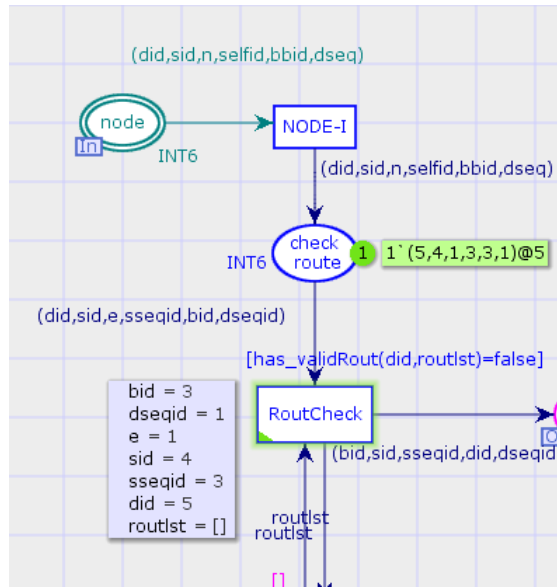 (did,sid,n,selfid,bbid,dseq)
node
In
INT6
NODE-I
(did,sid,n,selfid,bbid,dseq)
check
route
INT6
1
1`(5,4,1,3,3,1)@5
(did,sid,e,sseqid,bid,dseqid)
[has_validRout(did,routlst)=false]
bid = 3
dseqid = 1
e = 1
sid = 4
sseqid = 3
did = 5
routlst = []
RoutCheck
O
(bid,sid,sseqid,did,dseqid
routlst
routlst
[]